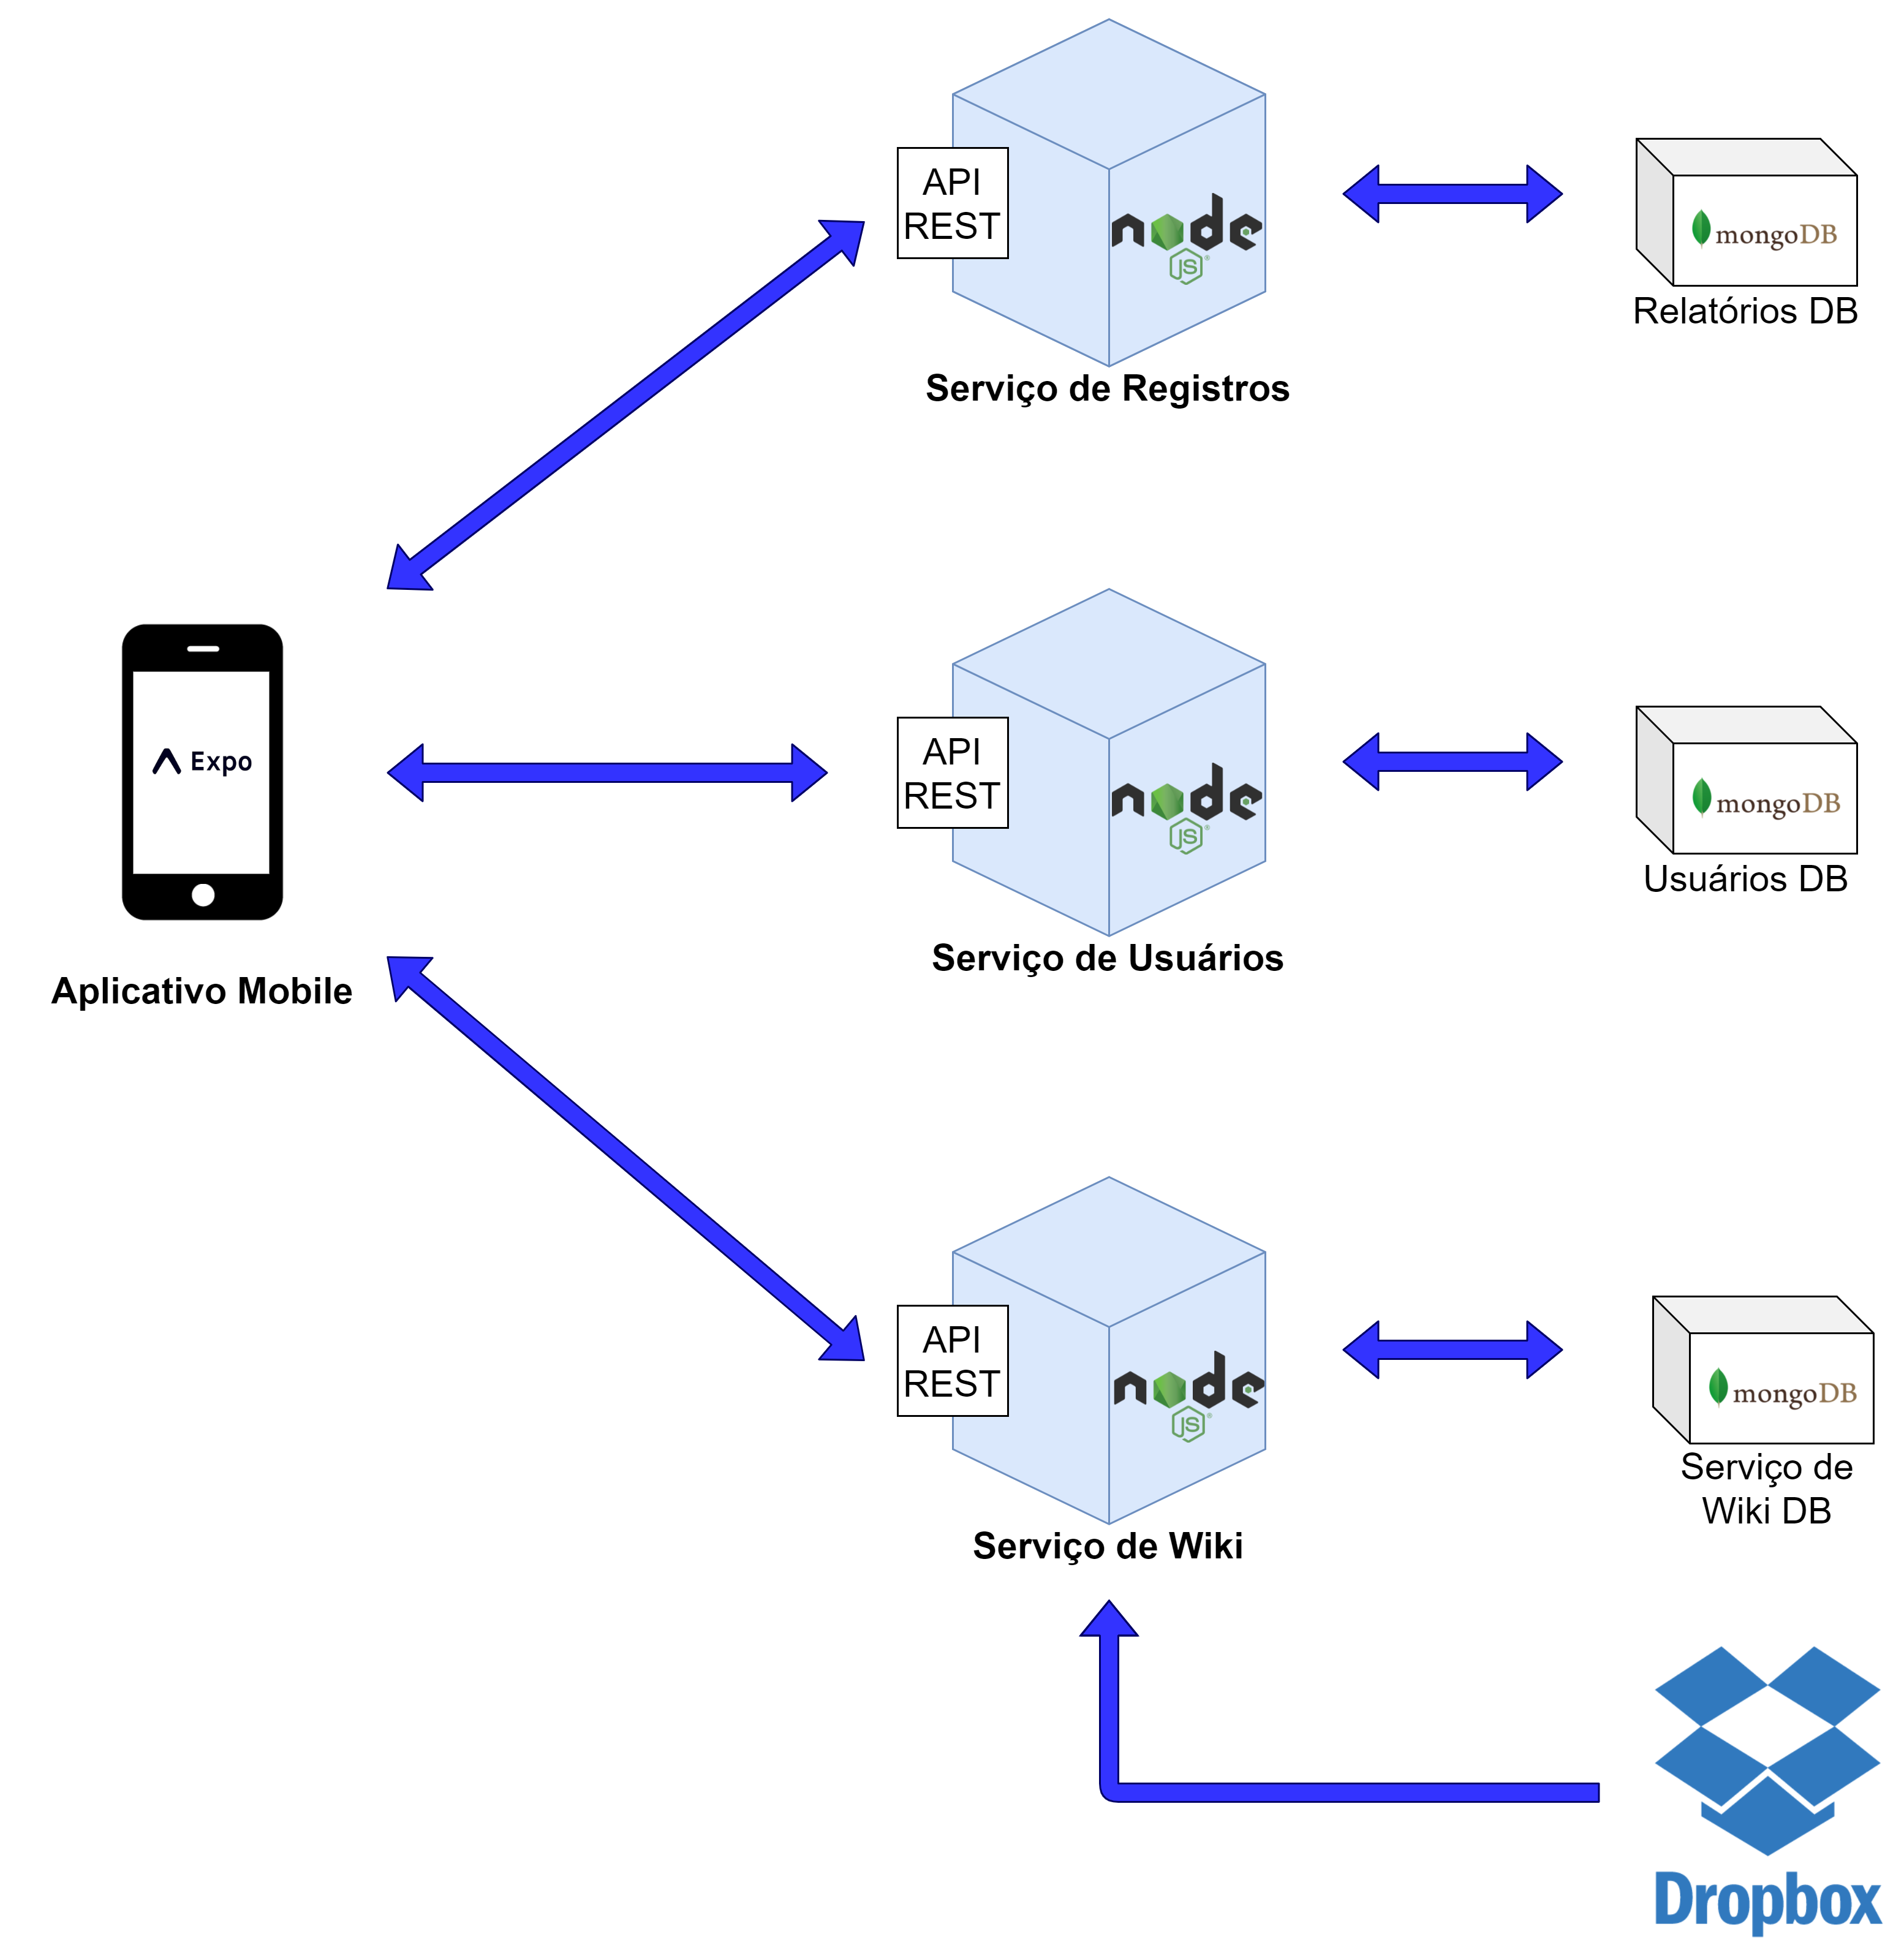 API
REST
node
JS
®
mongoDB
Relatórios DB
Serviço de Registros
Expo
Aplicativo Mobile
API
REST
node
JS
®
mongoDB
Usuários DB
Serviço de Usuários
API
REST
node
JS
®
mongoDB
Serviço de
Wiki DB
Serviço de Wiki
Dropbox